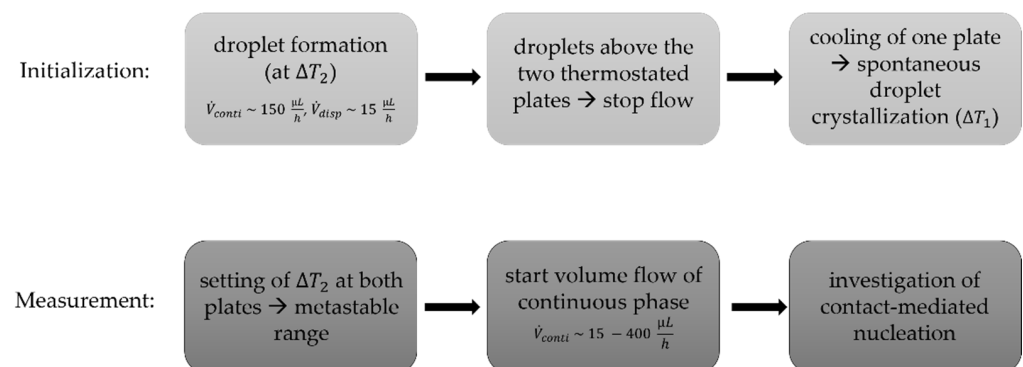 Initialization:
droplet formation
(at ΔT₂)
V̇conti ~ 150 μL/h, V̇disp ~ 15 μL/h
droplets above the
two thermostated
plates → stop flow
cooling of one plate
→ spontaneous
droplet
crystallization (ΔT₁)
Measurement:
setting of ΔT₂ at both
plates → metastable
range
start volume flow of
continuous phase
V̇conti ~ 15 − 400 μL/h
investigation of
contact-mediated
nucleation